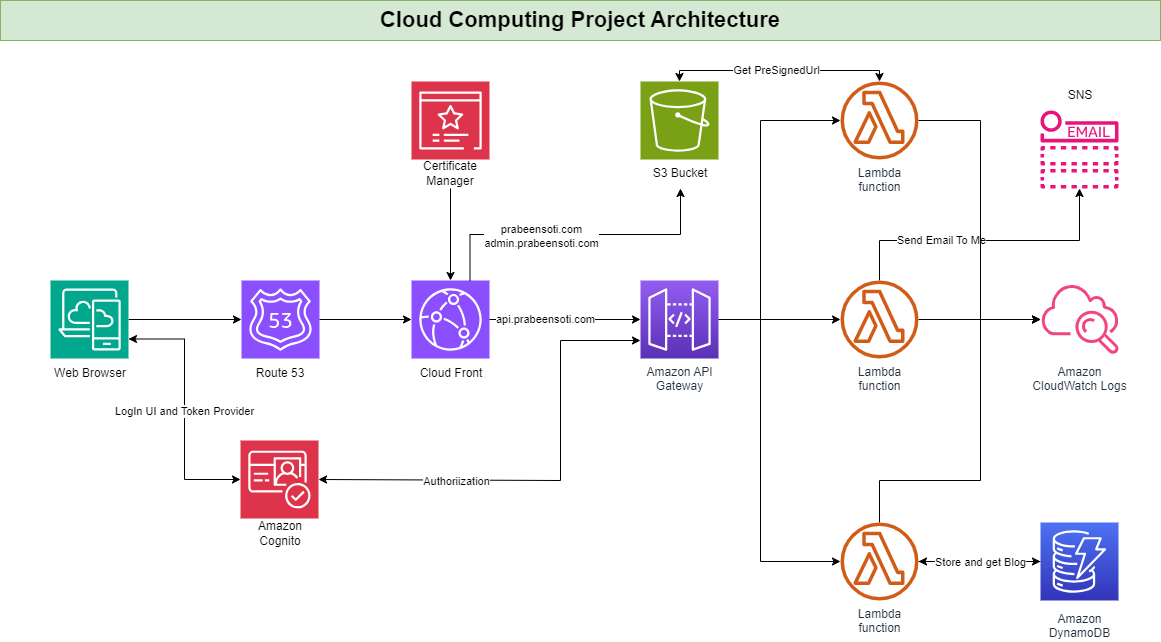 Cloud Computing Project Architecture
Get PreSignedUrl
SNS
EMAIL
Certificate
Manager
S3 Bucket
Lambda
function
prabeensoti.com
admin.prabeensoti.com
Send Email To Me
53
api.prabeensoti.com
Web Browser
Route 53
Cloud Front
Amazon API
Gateway
Lambda
function
Amazon
CloudWatch Logs
LogIn UI and Token Provider
Authoriization
Amazon
Cognito
Store and get Blog
Lambda
function
Amazon
DynamoDB